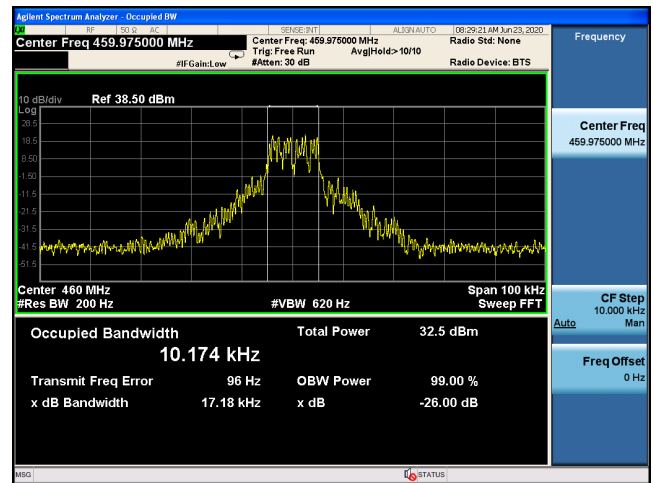 Agilent Spectrum Analyzer - Occupied BW
RF 50 Ω AC SENSE:INT ALIGN AUTO 08:29:21 AM Jun 23, 2020
Center Freq 459.975000 MHz
Center Freq: 459.975000 MHz Radio Std: None
Trig: Free Run Avg|Hold:> 10/10
#IFGain:Low #Atten: 30 dB Radio Device: BTS
Frequency
10 dB/div Ref 38.50 dBm
Log
28.5
18.5
8.50
-1.50
-11.5
-21.5
-31.5
-41.5
-51.5
Center 460 MHz Span 100 kHz
#Res BW 200 Hz #VBW 620 Hz Sweep FFT
Center Freq
459.975000 MHz
CF Step
10.000 kHz
Auto Man
Freq Offset
0 Hz
Occupied Bandwidth Total Power 32.5 dBm
10.174 kHz
Transmit Freq Error 96 Hz OBW Power 99.00 %
x dB Bandwidth 17.18 kHz x dB -26.00 dB
MSG STATUS